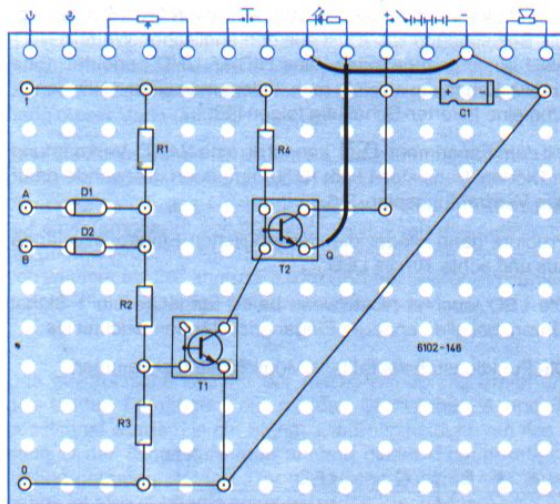 + -
1 + - C1
R1 R4
A D1
B D2
Q
T2
R2
6102-146
T1
R3
0